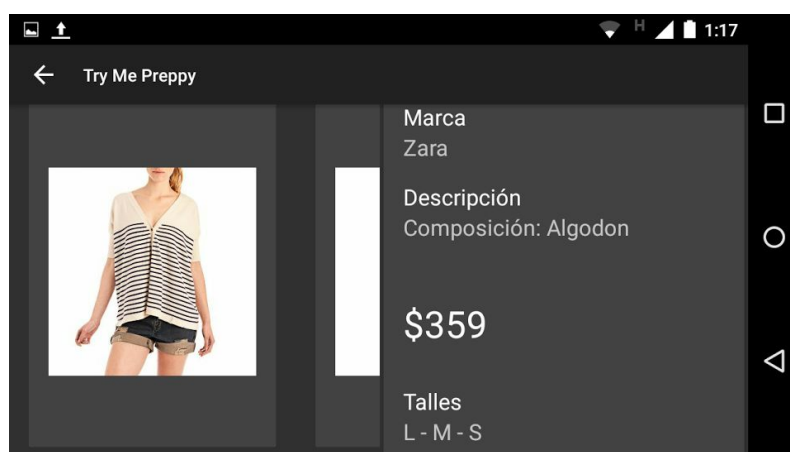 H 1:17
Try Me Preppy
Marca
Zara
Descripción
Composición: Algodon
$359
Talles
L - M - S